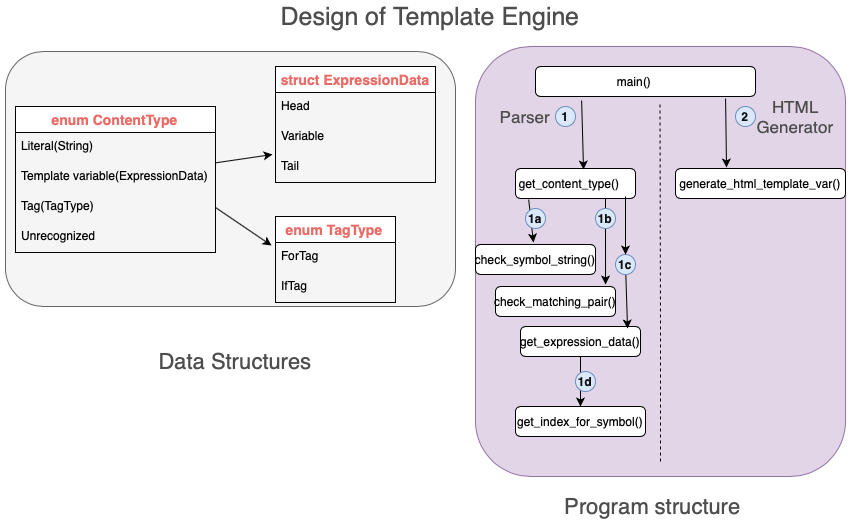 Design of Template Engine
enum ContentType
Literal(String)
Template variable(ExpressionData)
Tag(TagType)
Unrecognized
struct ExpressionData
Head
Variable
Tail
enum TagType
ForTag
IfTag
Data Structures
main()
Parser
1
2
HTML
Generator
get_content_type()
generate_html_template_var()
1a
1b
1c
check_symbol_string()
check_matching_pair()
get_expression_data()
1d
get_index_for_symbol()
Program structure